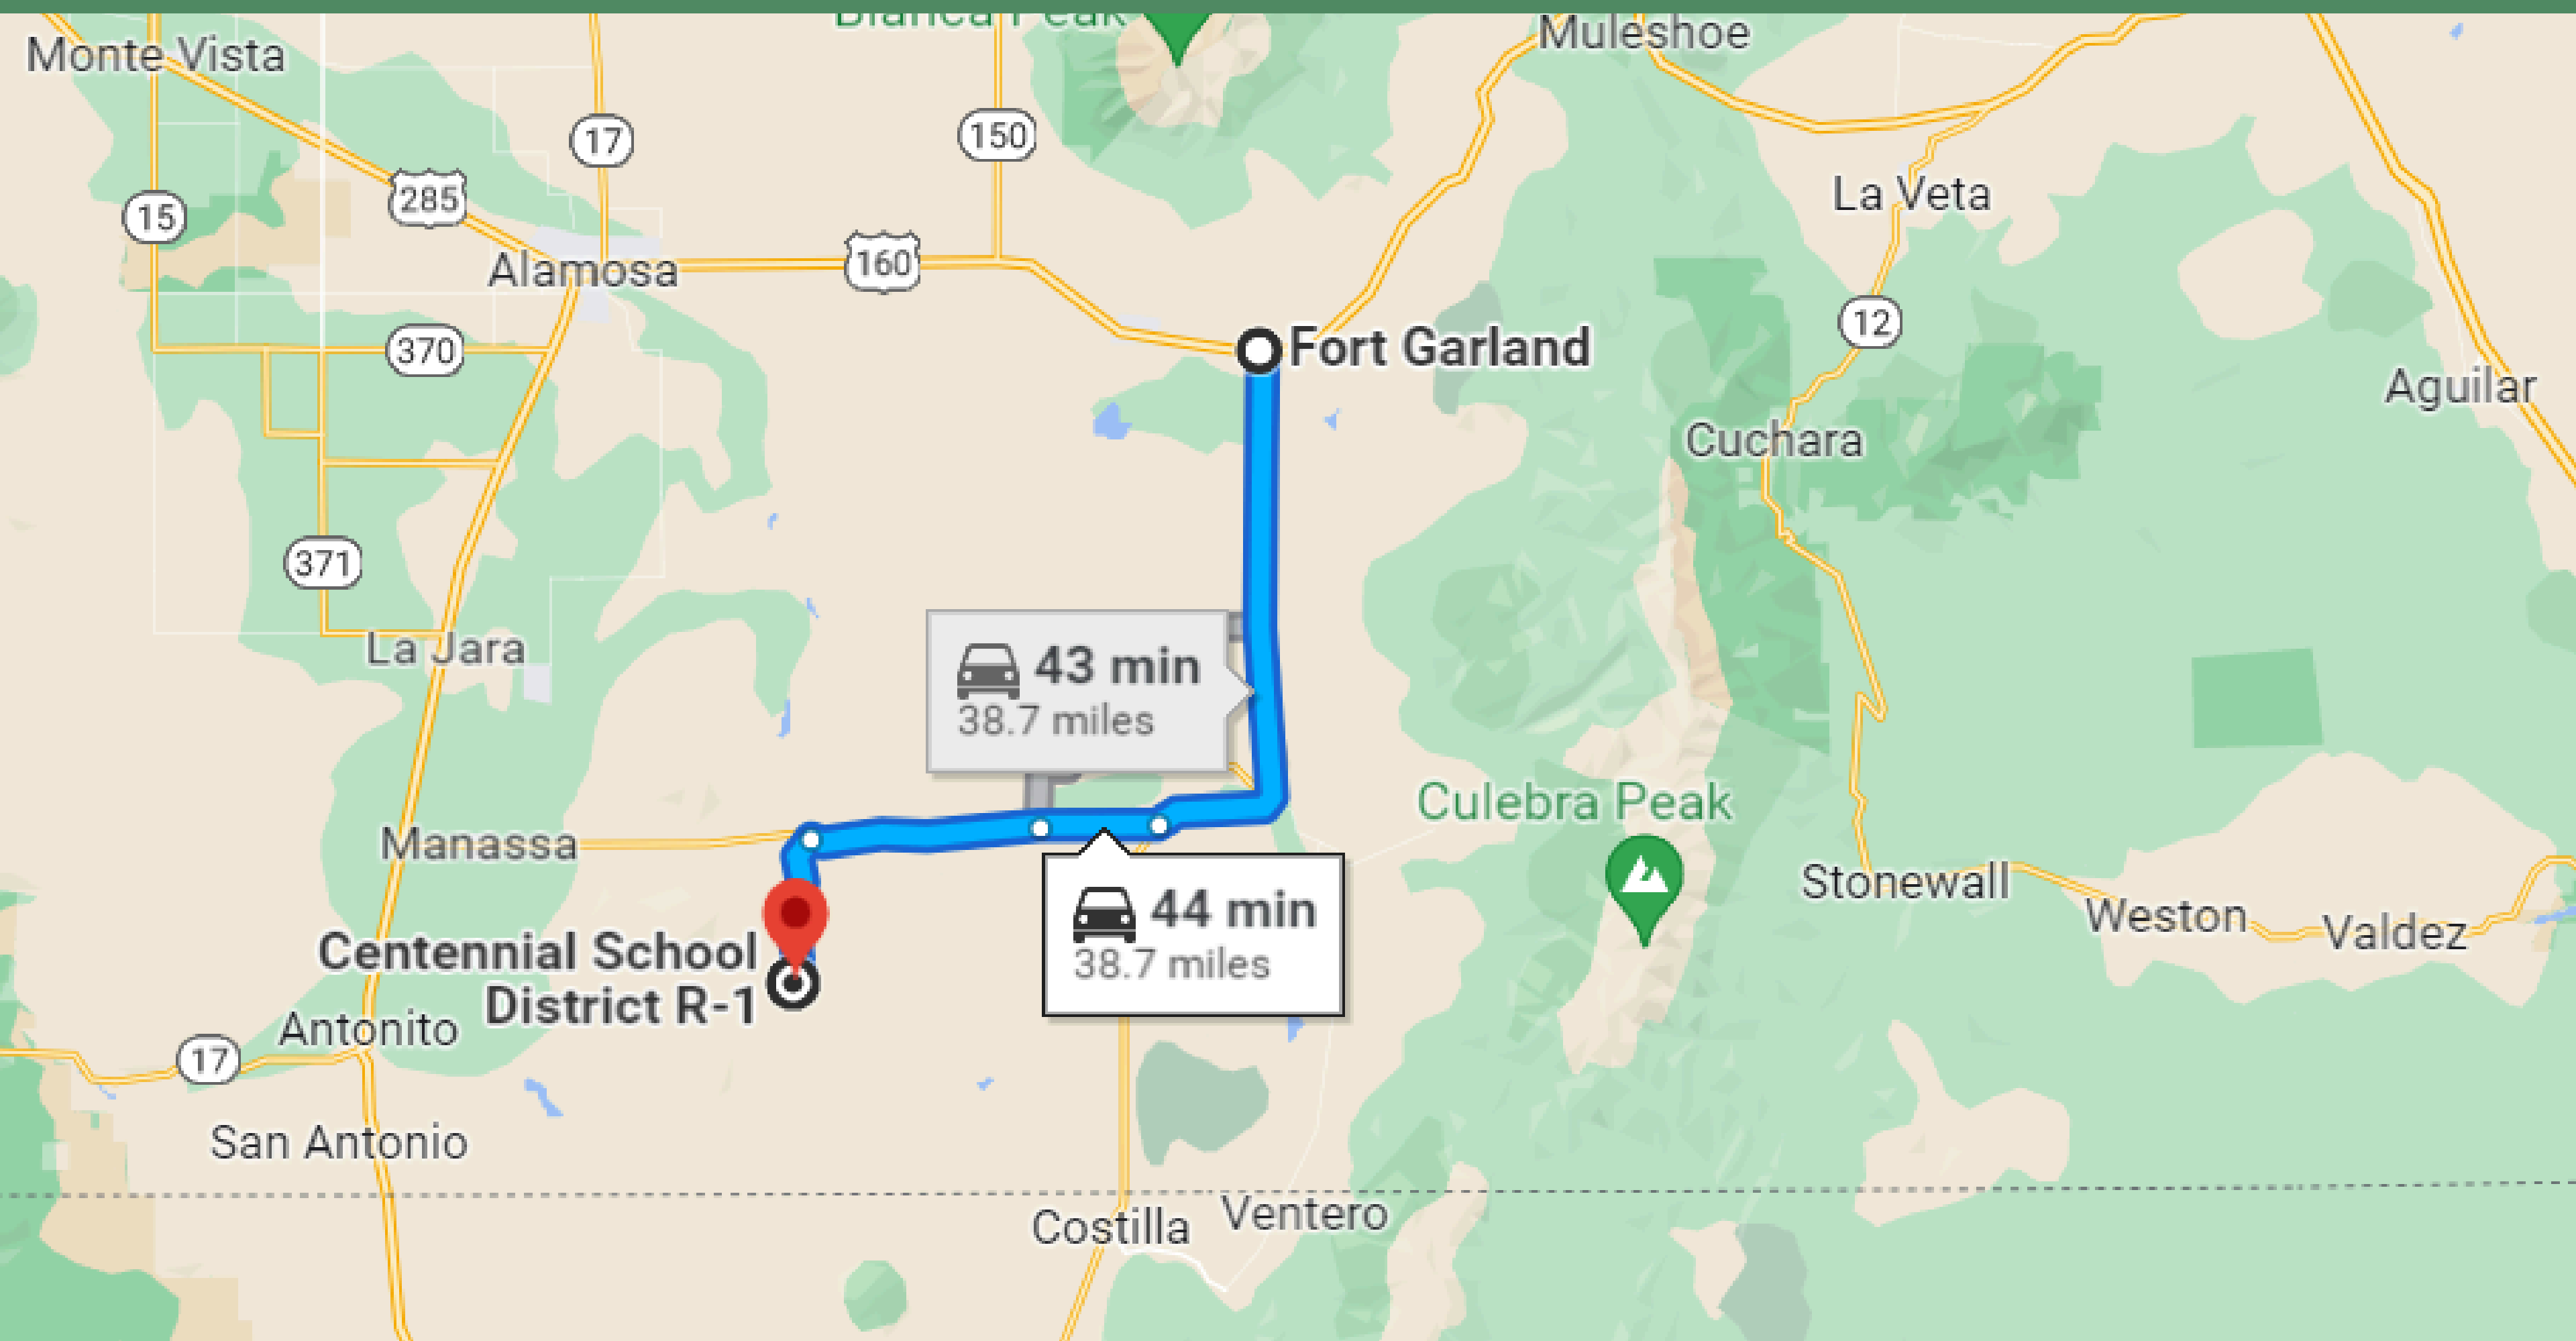 Blanca Peak
Muleshoe
Monte Vista
17
150
La Veta
285
15
Alamosa
160
12
370
Fort Garland
Aguilar
Cuchara
371
La Jara
43 min
38.7 miles
Culebra Peak
Manassa
44 min
38.7 miles
Stonewall
Weston
Valdez
Centennial School
District R-1
Antonito
17
San Antonio
Costilla
Ventero